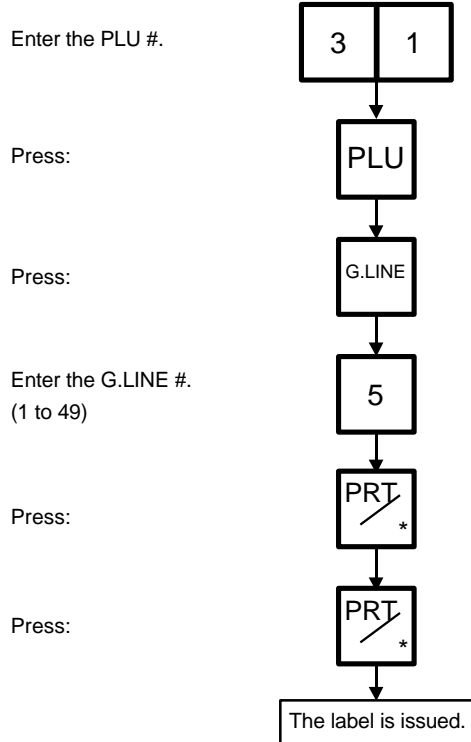 Enter the PLU #.
3 1
Press:
PLU
Press:
G.LINE
Enter the G.LINE #.
(1 to 49)
5
Press:
PRT
*
Press:
PRT
*
The label is issued.